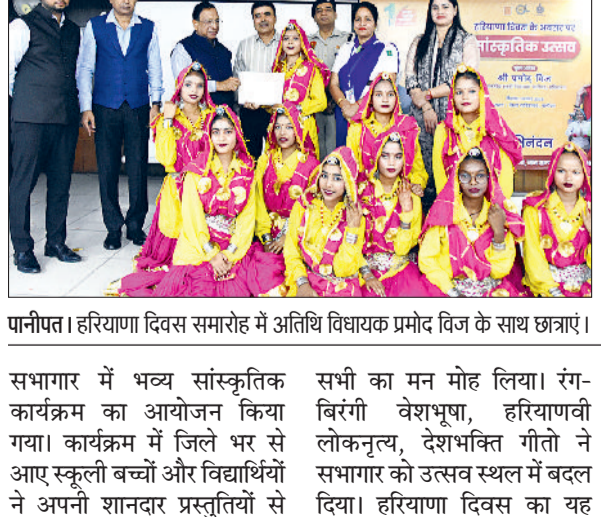 हरियाणा दिवस के अवसर पर
सांस्कृतिक उत्सव
श्री प्रमोद विज
पानीपत। हरियाणा दिवस समारोह में अतिथि विधायक प्रमोद विज के साथ छात्राएं।
सभागार में भव्य सांस्कृतिक
कार्यक्रम का आयोजन किया
गया। कार्यक्रम में जिले भर से
आए स्कूली बच्चों और विद्यार्थियों
ने अपनी शानदार प्रस्तुतियों से
सभी का मन मोह लिया। रंग-
बिरंगी वेशभूषा, हरियाणवी
लोकनृत्य, देशभक्ति गीतो ने
सभागार को उत्सव स्थल में बदल
दिया। हरियाणा दिवस का यह